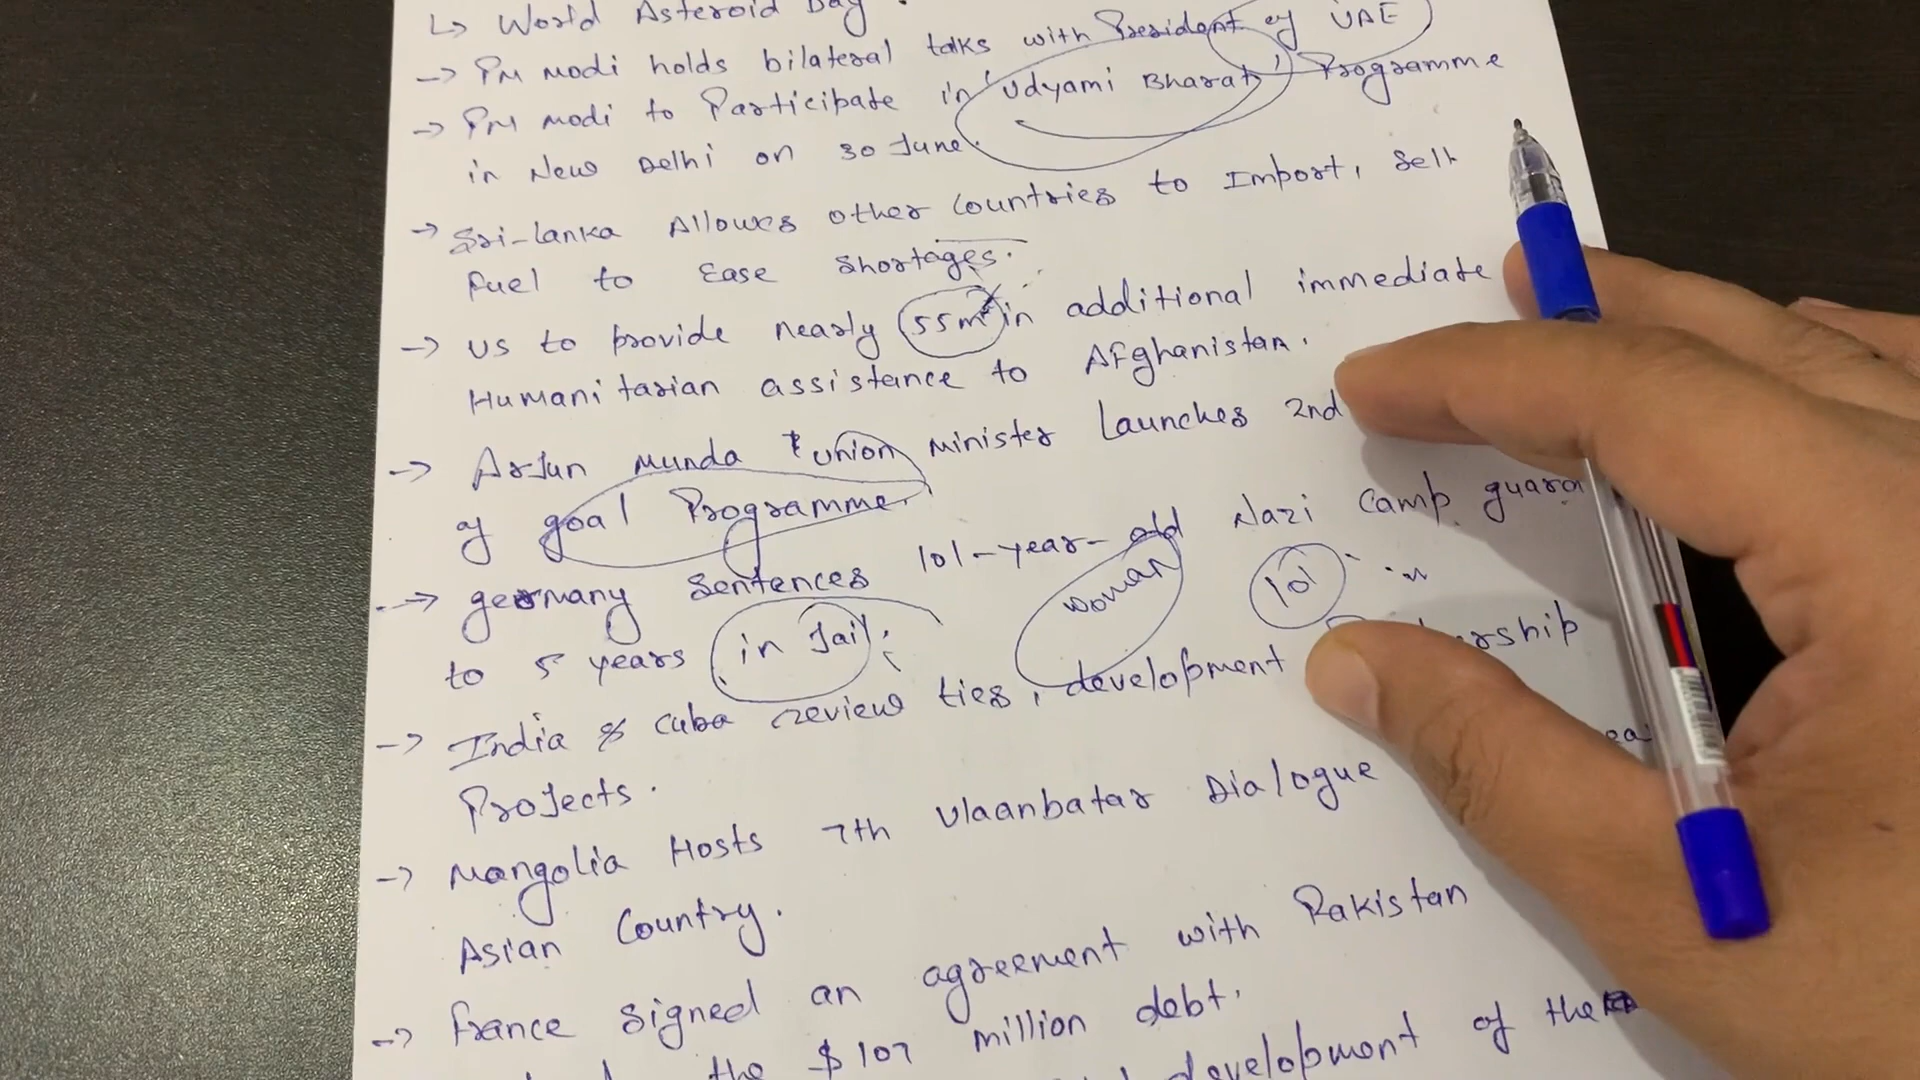 ↳ World Asteroid Day.
→ PM Modi holds bilateral talks with President of UAE
→ PM Modi to Participate in 'Udyami Bharat' Programme
in New Delhi on 30 June.
→ Sri-Lanka Allows other Countries to Import, Sell
fuel to Ease Shortages.
→ US to provide nearly 55m$ in additional immediate
Humanitarian assistance to Afghanistan.
→ Arjun Munda Union Minister Launches 2nd
of goal Programme.
→ germany Sentences 101-year-old Nazi Camp guard
woman 101
to 5 years in Jail.
→ India & Cuba review ties, development
Projects.
→ Mangolia Hosts 7th Ulaanbatar Dialogue
Asian Country.
→ France Signed an agreement with Pakistan
the $107 million debt.
development of the